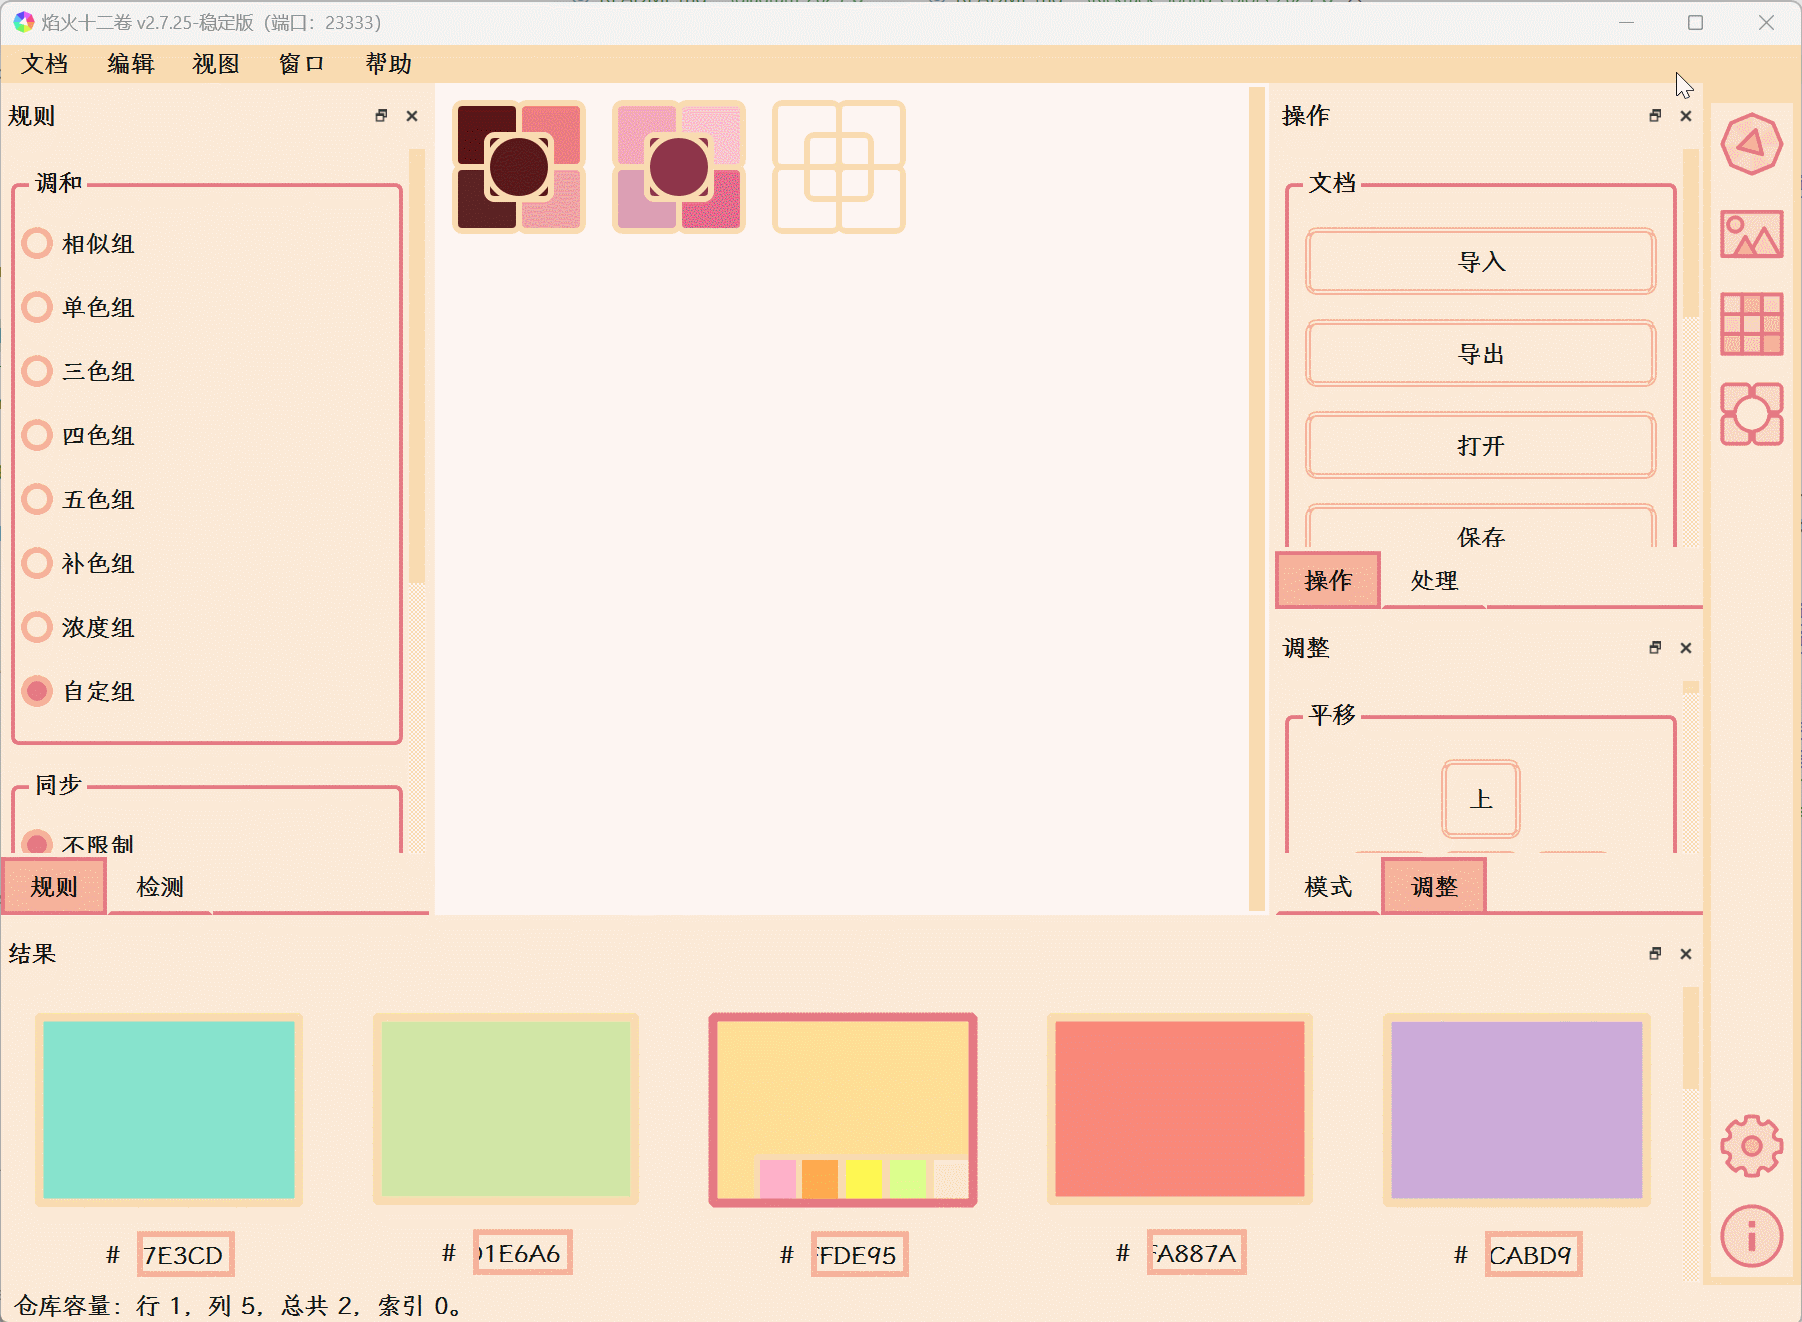 焰火十二卷 v2.7.25-稳定版（端口：23333）
文档 编辑 视图 窗口 帮助
规则
调和
相似组
单色组
三色组
四色组
五色组
补色组
浓度组
自定组
同步
不限制
规则 检测
操作
文档
导入
导出
打开
保存
操作 处理
调整
平移
上
模式 调整
结果
# 7E3CD
# 1E6A6
# FDE95
# A887A
# CABD9
仓库容量：行 1，列 5，总共 2，索引 0。